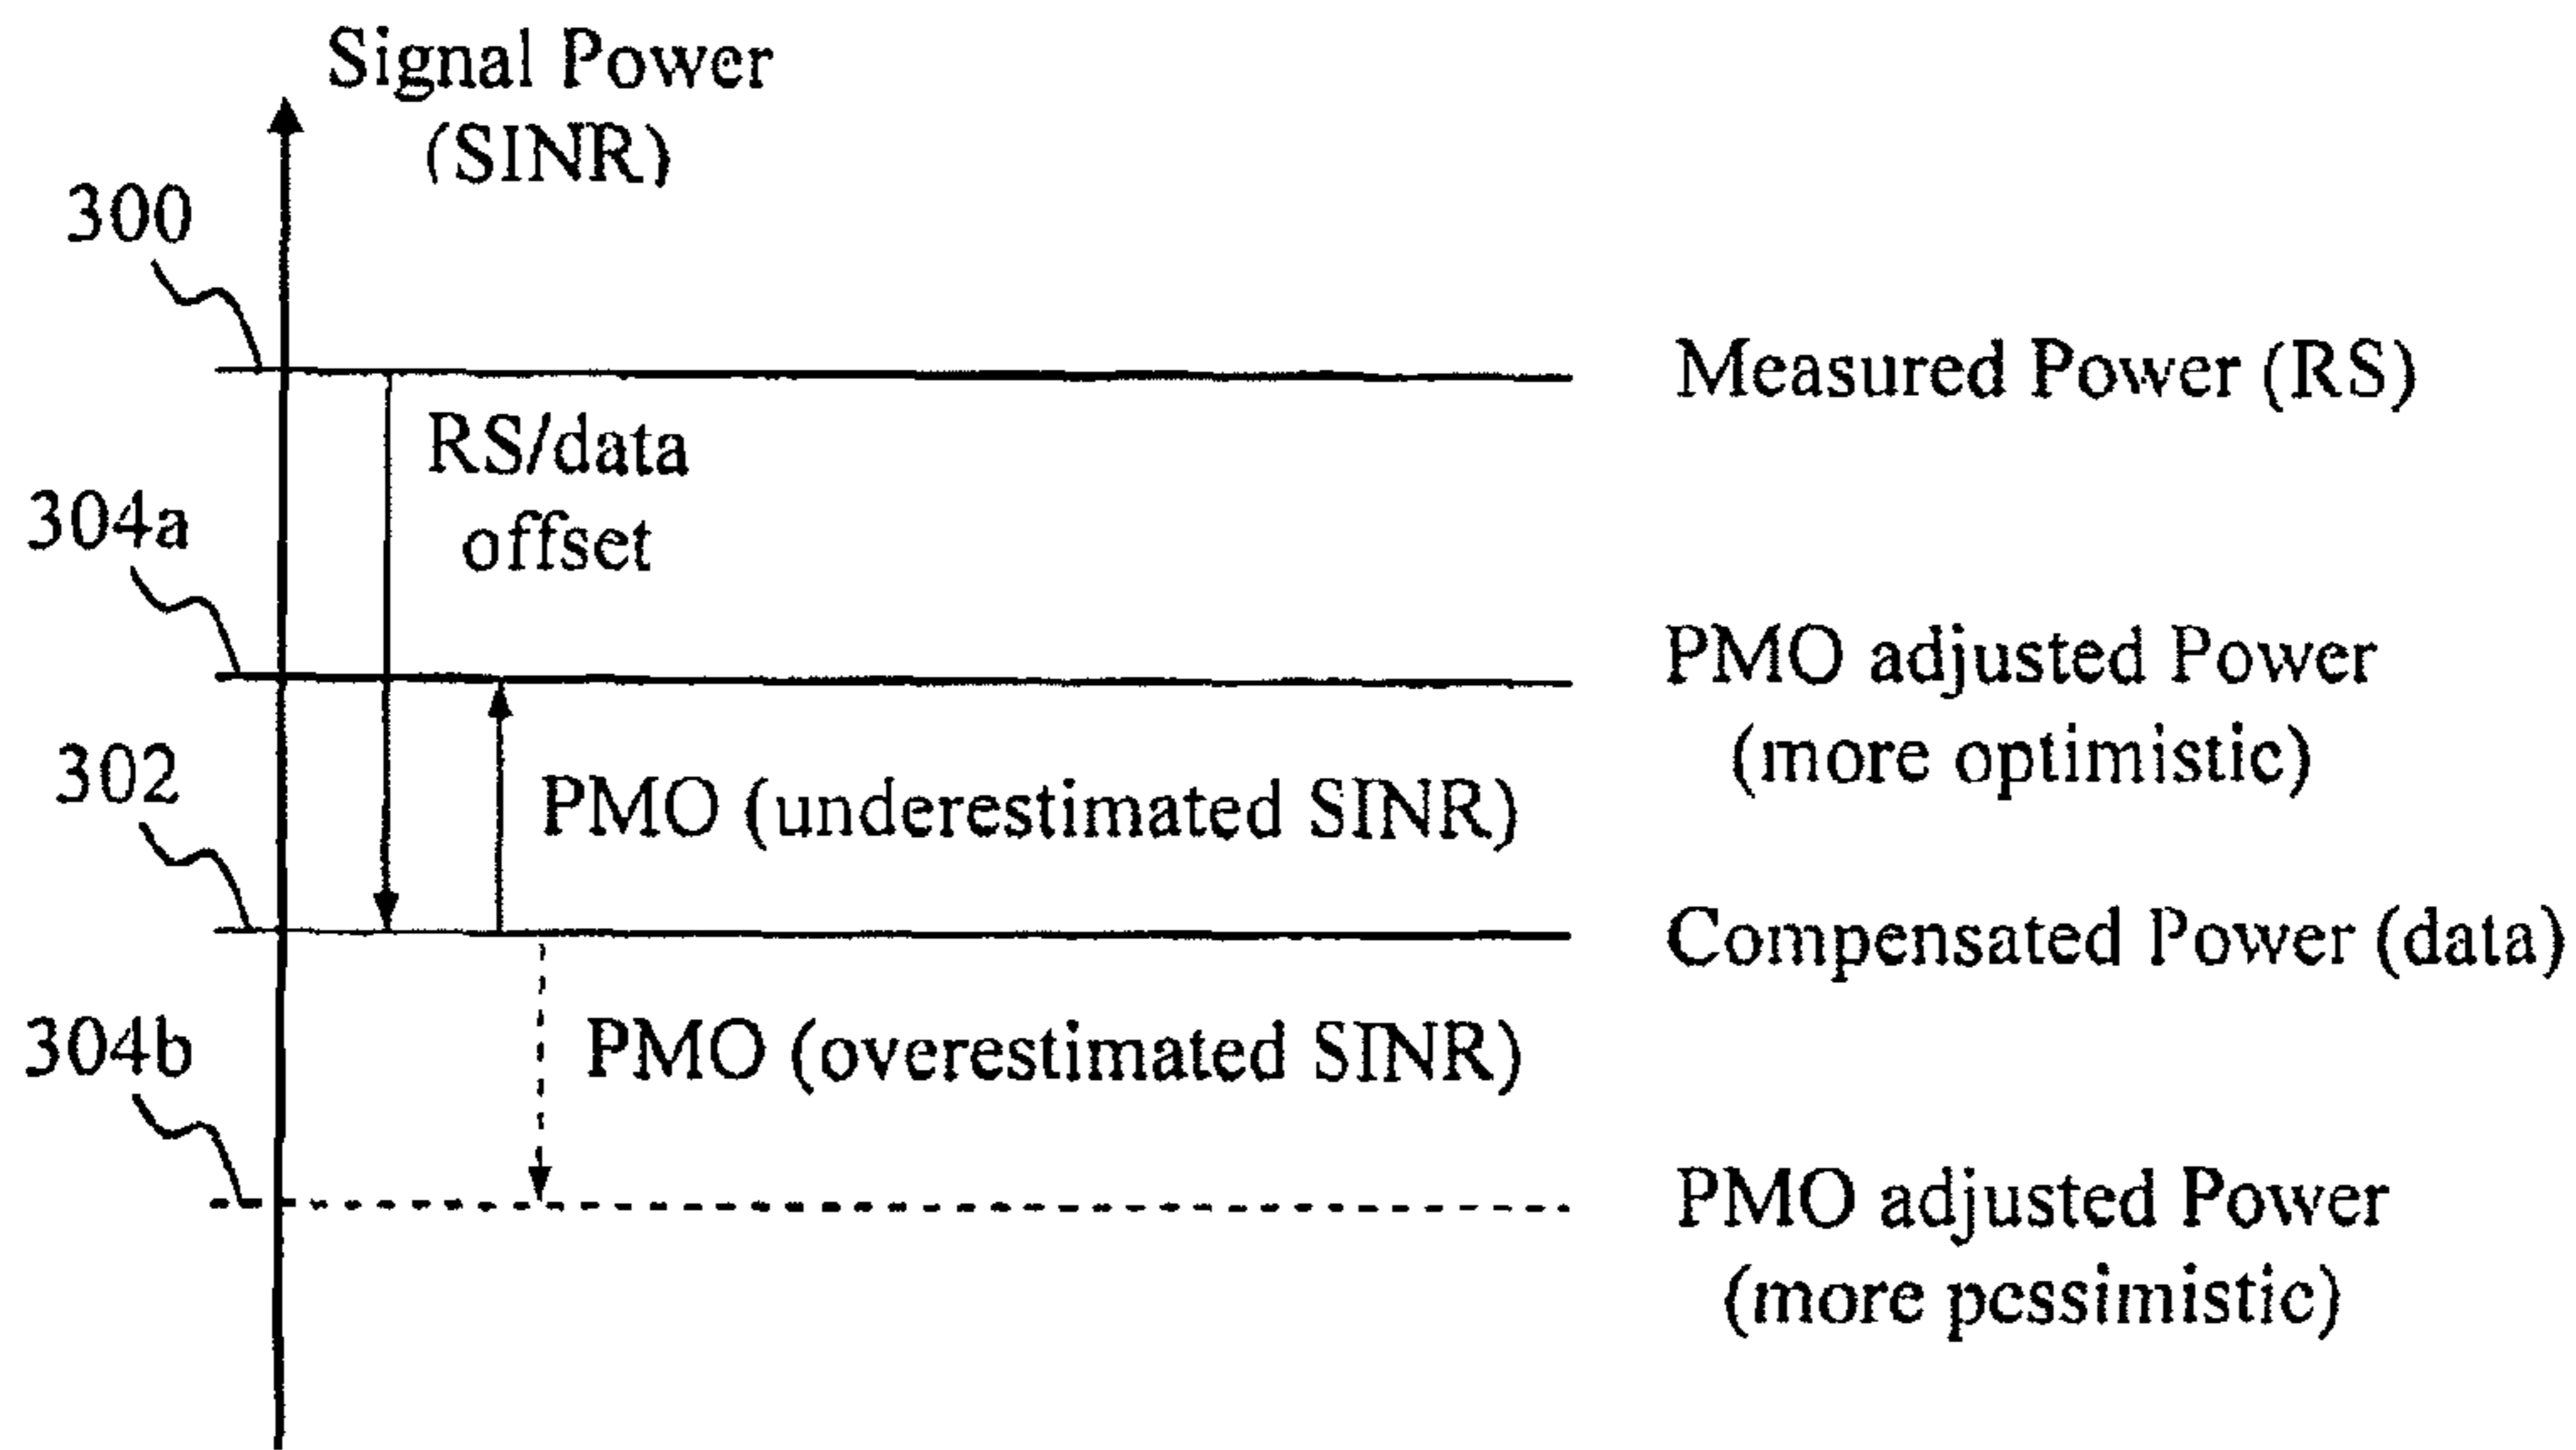 Signal Power
(SINR)
300
Measured Power (RS)
RS/data
offset
304a
PMO adjusted Power
(more optimistic)
302
PMO (underestimated SINR)
Compensated Power (data)
304b
PMO (overestimated SINR)
PMO adjusted Power
(more pessimistic)